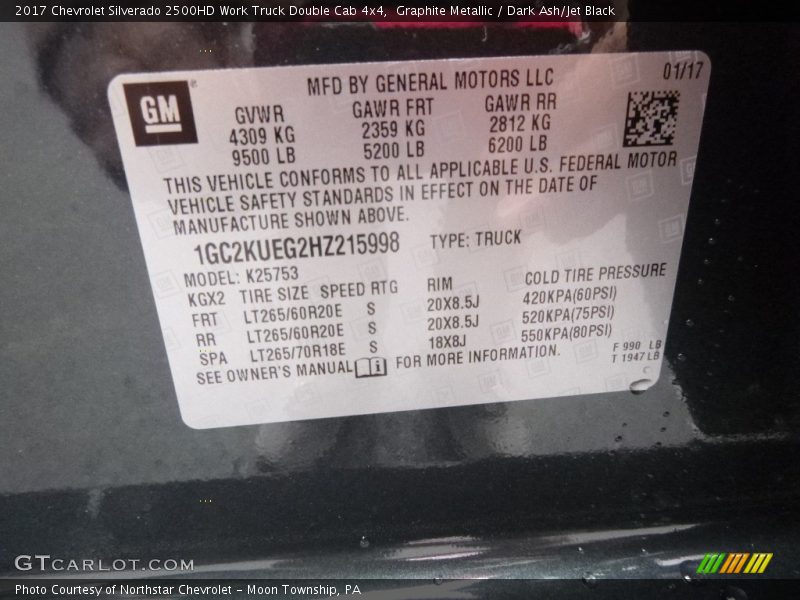 2017 Chevrolet Silverado 2500HD Work Truck Double Cab 4x4, Graphite Metallic / Dark Ash/Jet Black
GM
MFD BY GENERAL MOTORS LLC
01/17
GVWR GAWR FRT GAWR RR
4309 KG 2359 KG 2812 KG
9500 LB 5200 LB 6200 LB
THIS VEHICLE CONFORMS TO ALL APPLICABLE U.S. FEDERAL MOTOR
VEHICLE SAFETY STANDARDS IN EFFECT ON THE DATE OF
MANUFACTURE SHOWN ABOVE.
1GC2KUEG2HZ215998 TYPE: TRUCK
MODEL: K25753
KGX2 TIRE SIZE SPEED RTG RIM COLD TIRE PRESSURE
FRT LT265/60R20E S 20X8.5J 420KPA(60PSI)
RR LT265/60R20E S 20X8.5J 520KPA(75PSI)
SPA LT265/70R18E S 18X8J 550KPA(80PSI)
SEE OWNER'S MANUAL FOR MORE INFORMATION.
F 990 LB
T 1947 LB
GTCARLOT.COM
Photo Courtesy of Northstar Chevrolet – Moon Township, PA